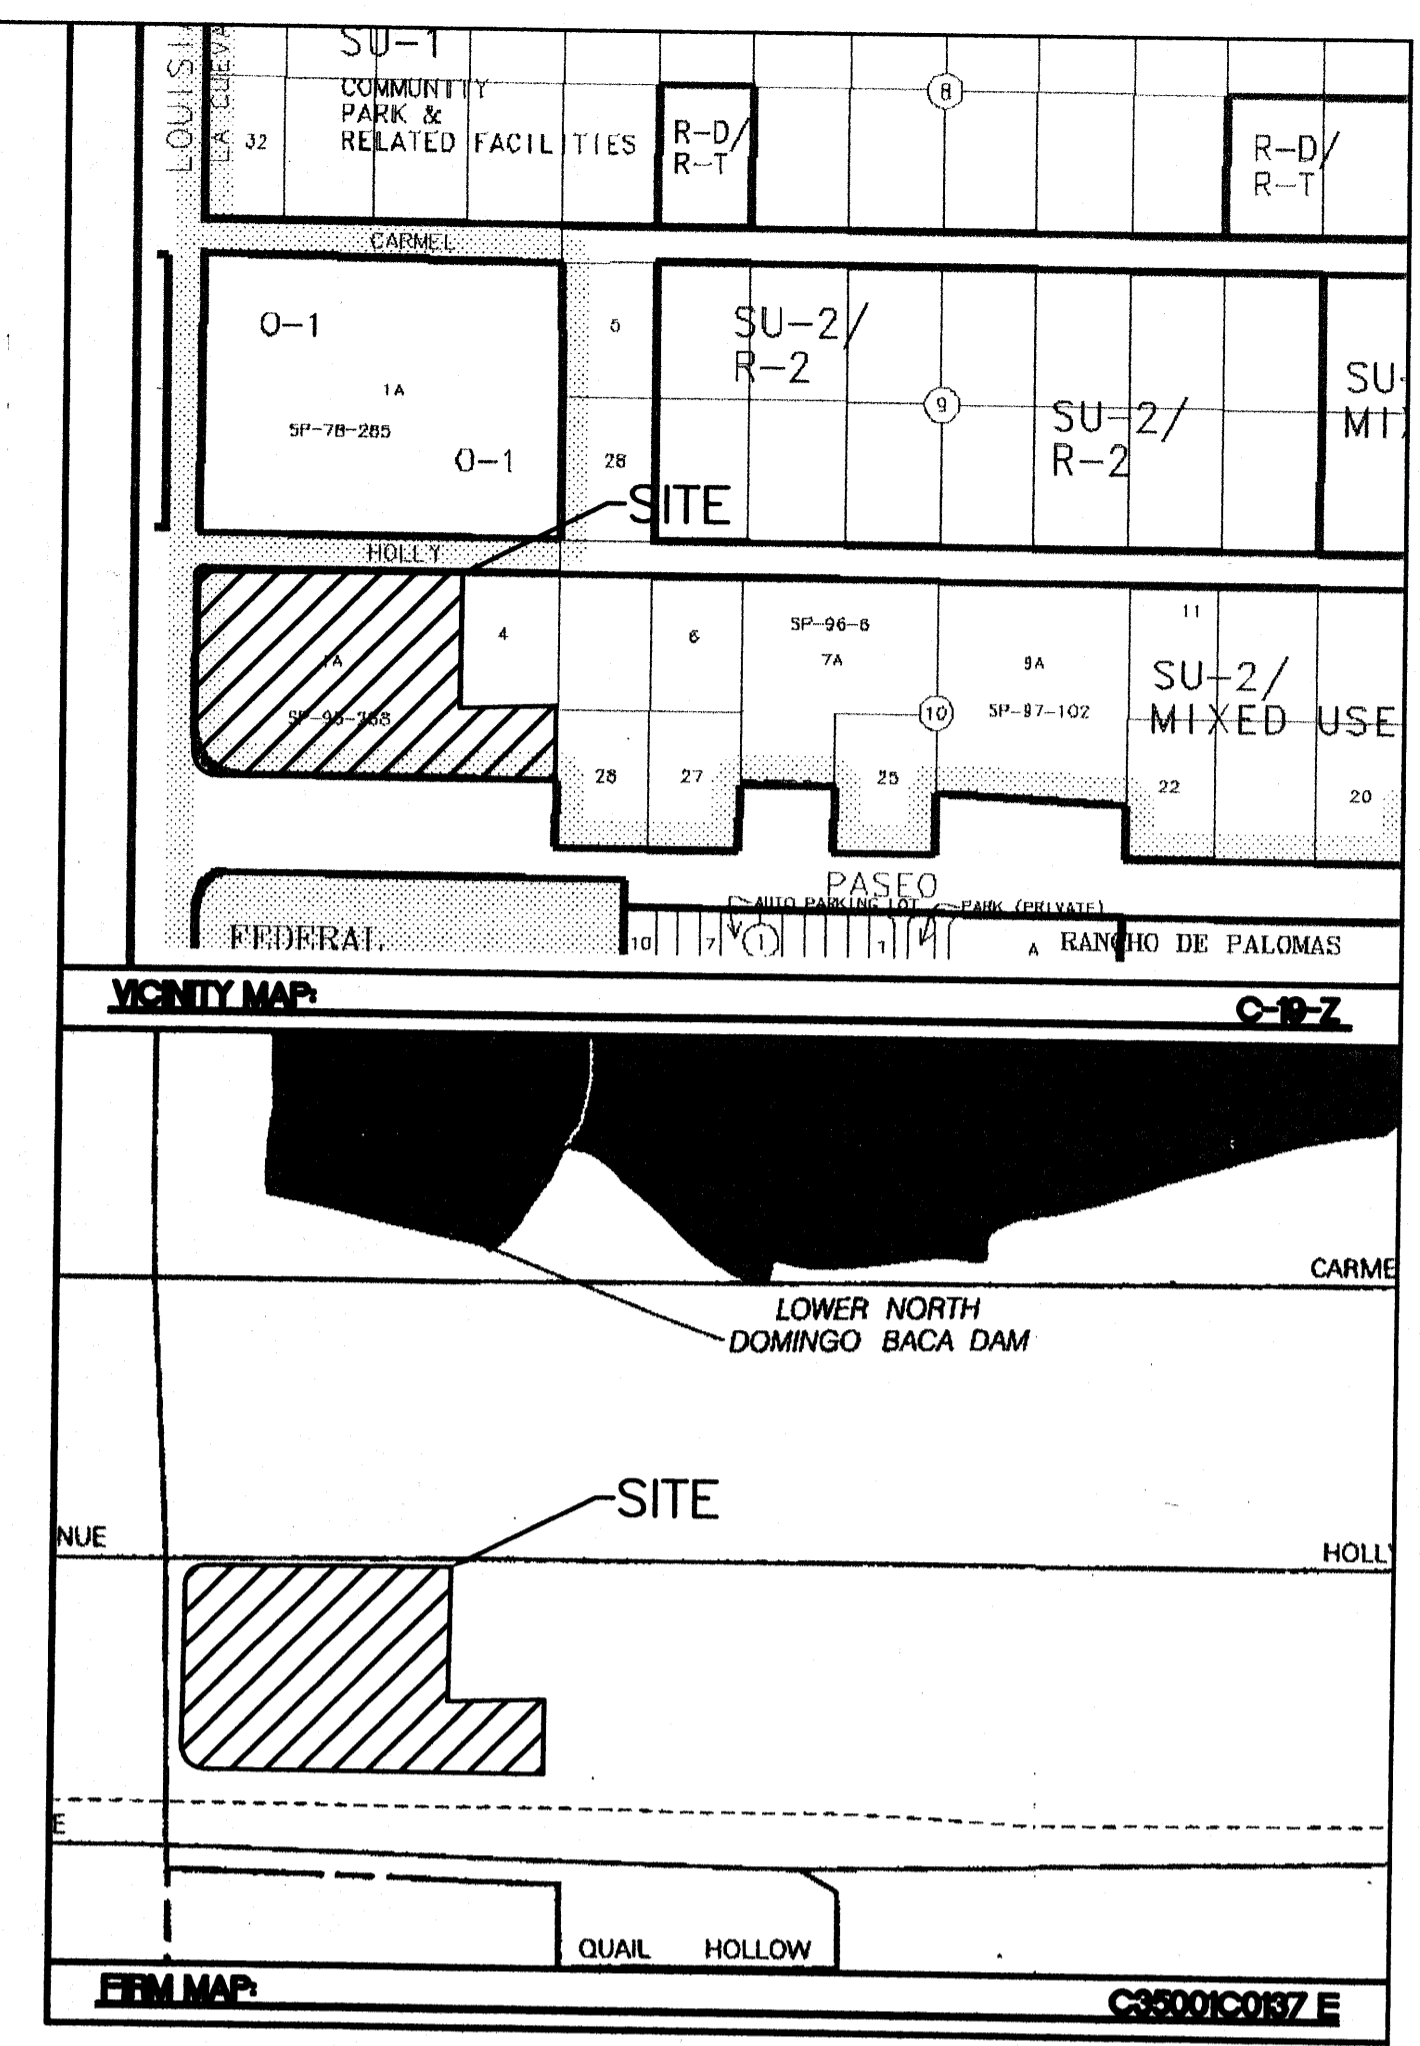 SU-1
COMMUNITY
PARK &
RELATED FACILITIES
32
R-D/
R-T
8
R-D/
R-T
CARMEL
O-1
1A
SP-78-285
O-1
5
28
SU-2/
R-2
9
SU-2/
R-2
SU-
SITE
HOLLY
1A
4
6
SP-96-6
7A
9A
SP-97-102
10
11
SU-2/
MIXED USE
28
27
25
22
20
PASEO
AUTO PARKING LOT
PARK (PRIVATE)
FEDERAL
10
7
1
1
A
RANCHO DE PALOMAS
VICINITY MAP:
C-19-Z
CARME
LOWER NORTH
DOMINGO BACA DAM
SITE
NUE
HOLLY
E
QUAIL HOLLOW
FIRM MAP:
C35001C0137 E